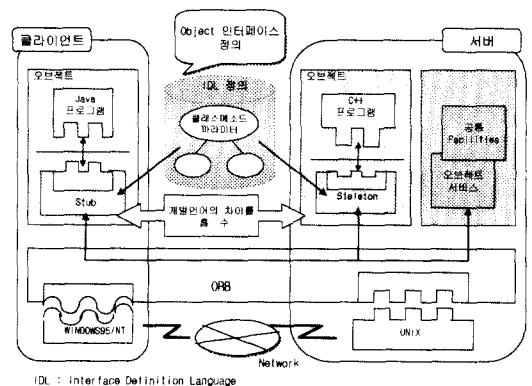 클라이언트
Object 인터페이스
정의
서버
오브젝트
Java
프로그램
Stub
IDL 정의
클래스메소드
파라미터
개발언어의 차이를
흡 수
오브젝트
C++
프로그램
Skeleton
공통
Facilities
오브젝트
서비스
ORB
WINDOWS95/NT
Network
UNIX
IDL : Interface Definition Language